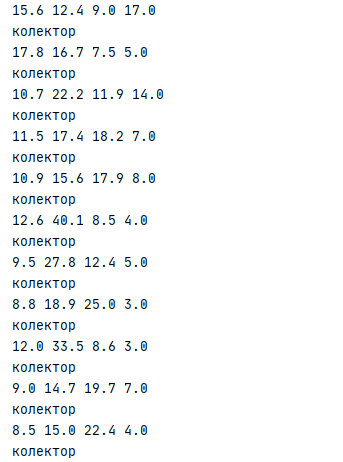 15.6 12.4 9.0 17.0
колектор
17.8 16.7 7.5 5.0
колектор
10.7 22.2 11.9 14.0
колектор
11.5 17.4 18.2 7.0
колектор
10.9 15.6 17.9 8.0
колектор
12.6 40.1 8.5 4.0
колектор
9.5 27.8 12.4 5.0
колектор
8.8 18.9 25.0 3.0
колектор
12.0 33.5 8.6 3.0
колектор
9.0 14.7 19.7 7.0
колектор
8.5 15.0 22.4 4.0
колектор